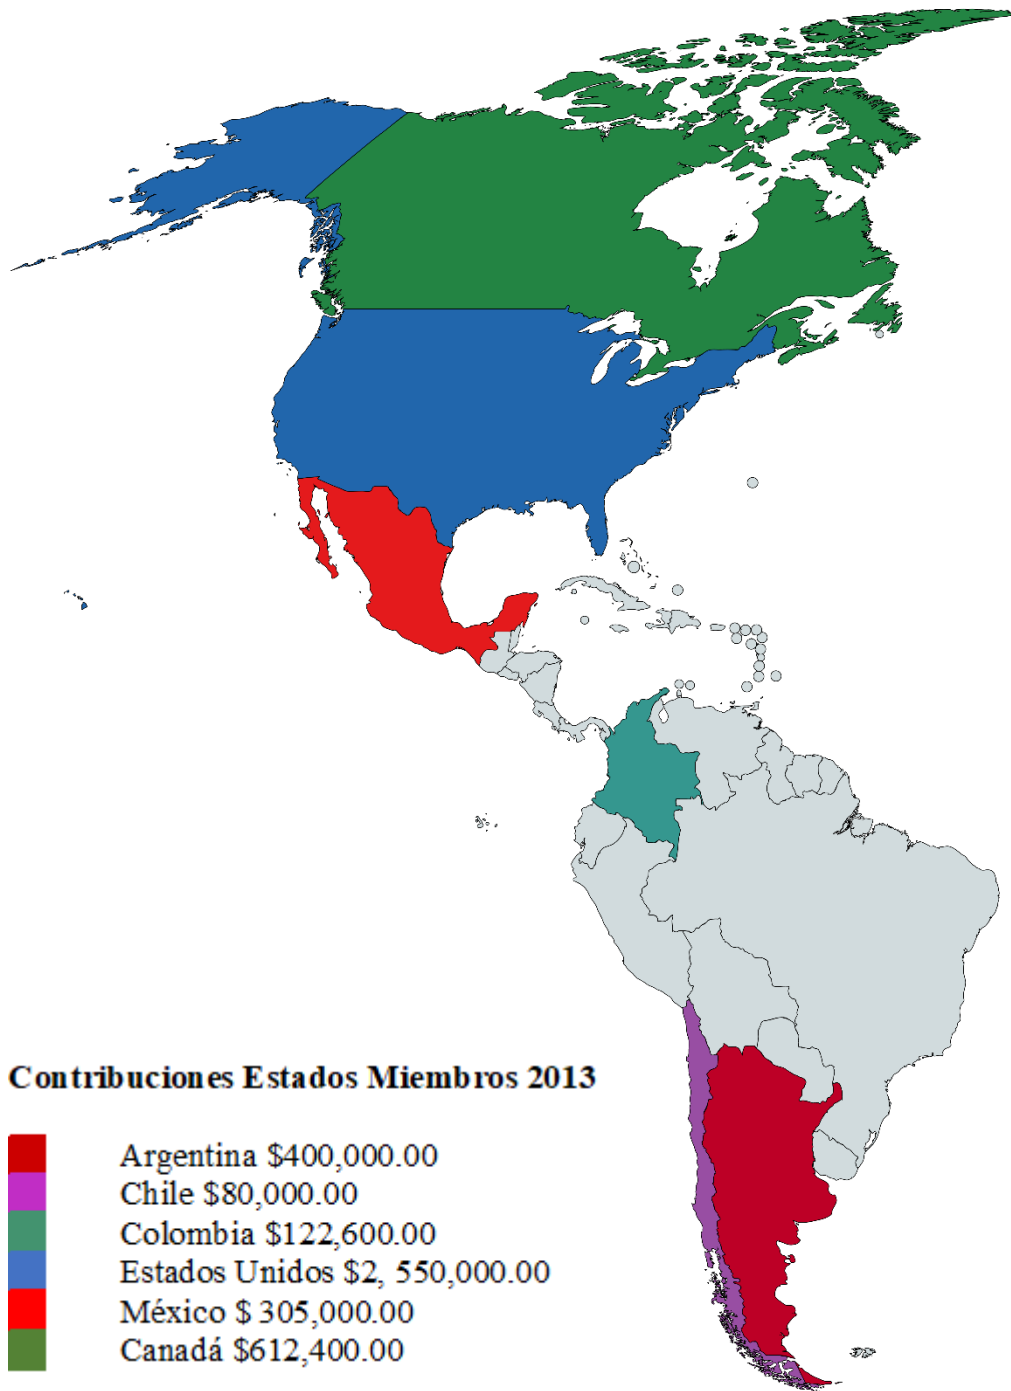 Contribuciones Estados Miembros 2013
Argentina $400,000.00
Chile $80,000.00
Colombia $122,600.00
Estados Unidos $2, 550,000.00
México $ 305,000.00
Canadá $612,400.00